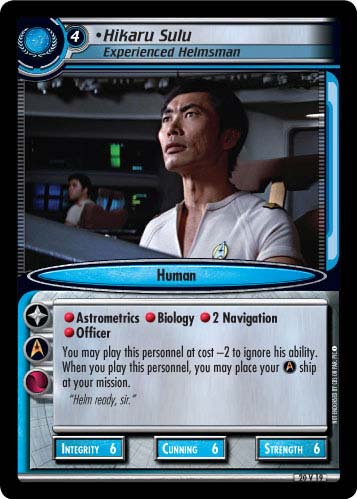 4
•Hikaru Sulu
Experienced Helmsman
Human
Astrometrics Biology 2 Navigation
Officer
You may play this personnel at cost –2 to ignore his ability.
When you play this personnel, you may place your ship
at your mission.
"Helm ready, sir."
INTEGRITY 6 CUNNING 6 STRENGTH 6
20 V 19